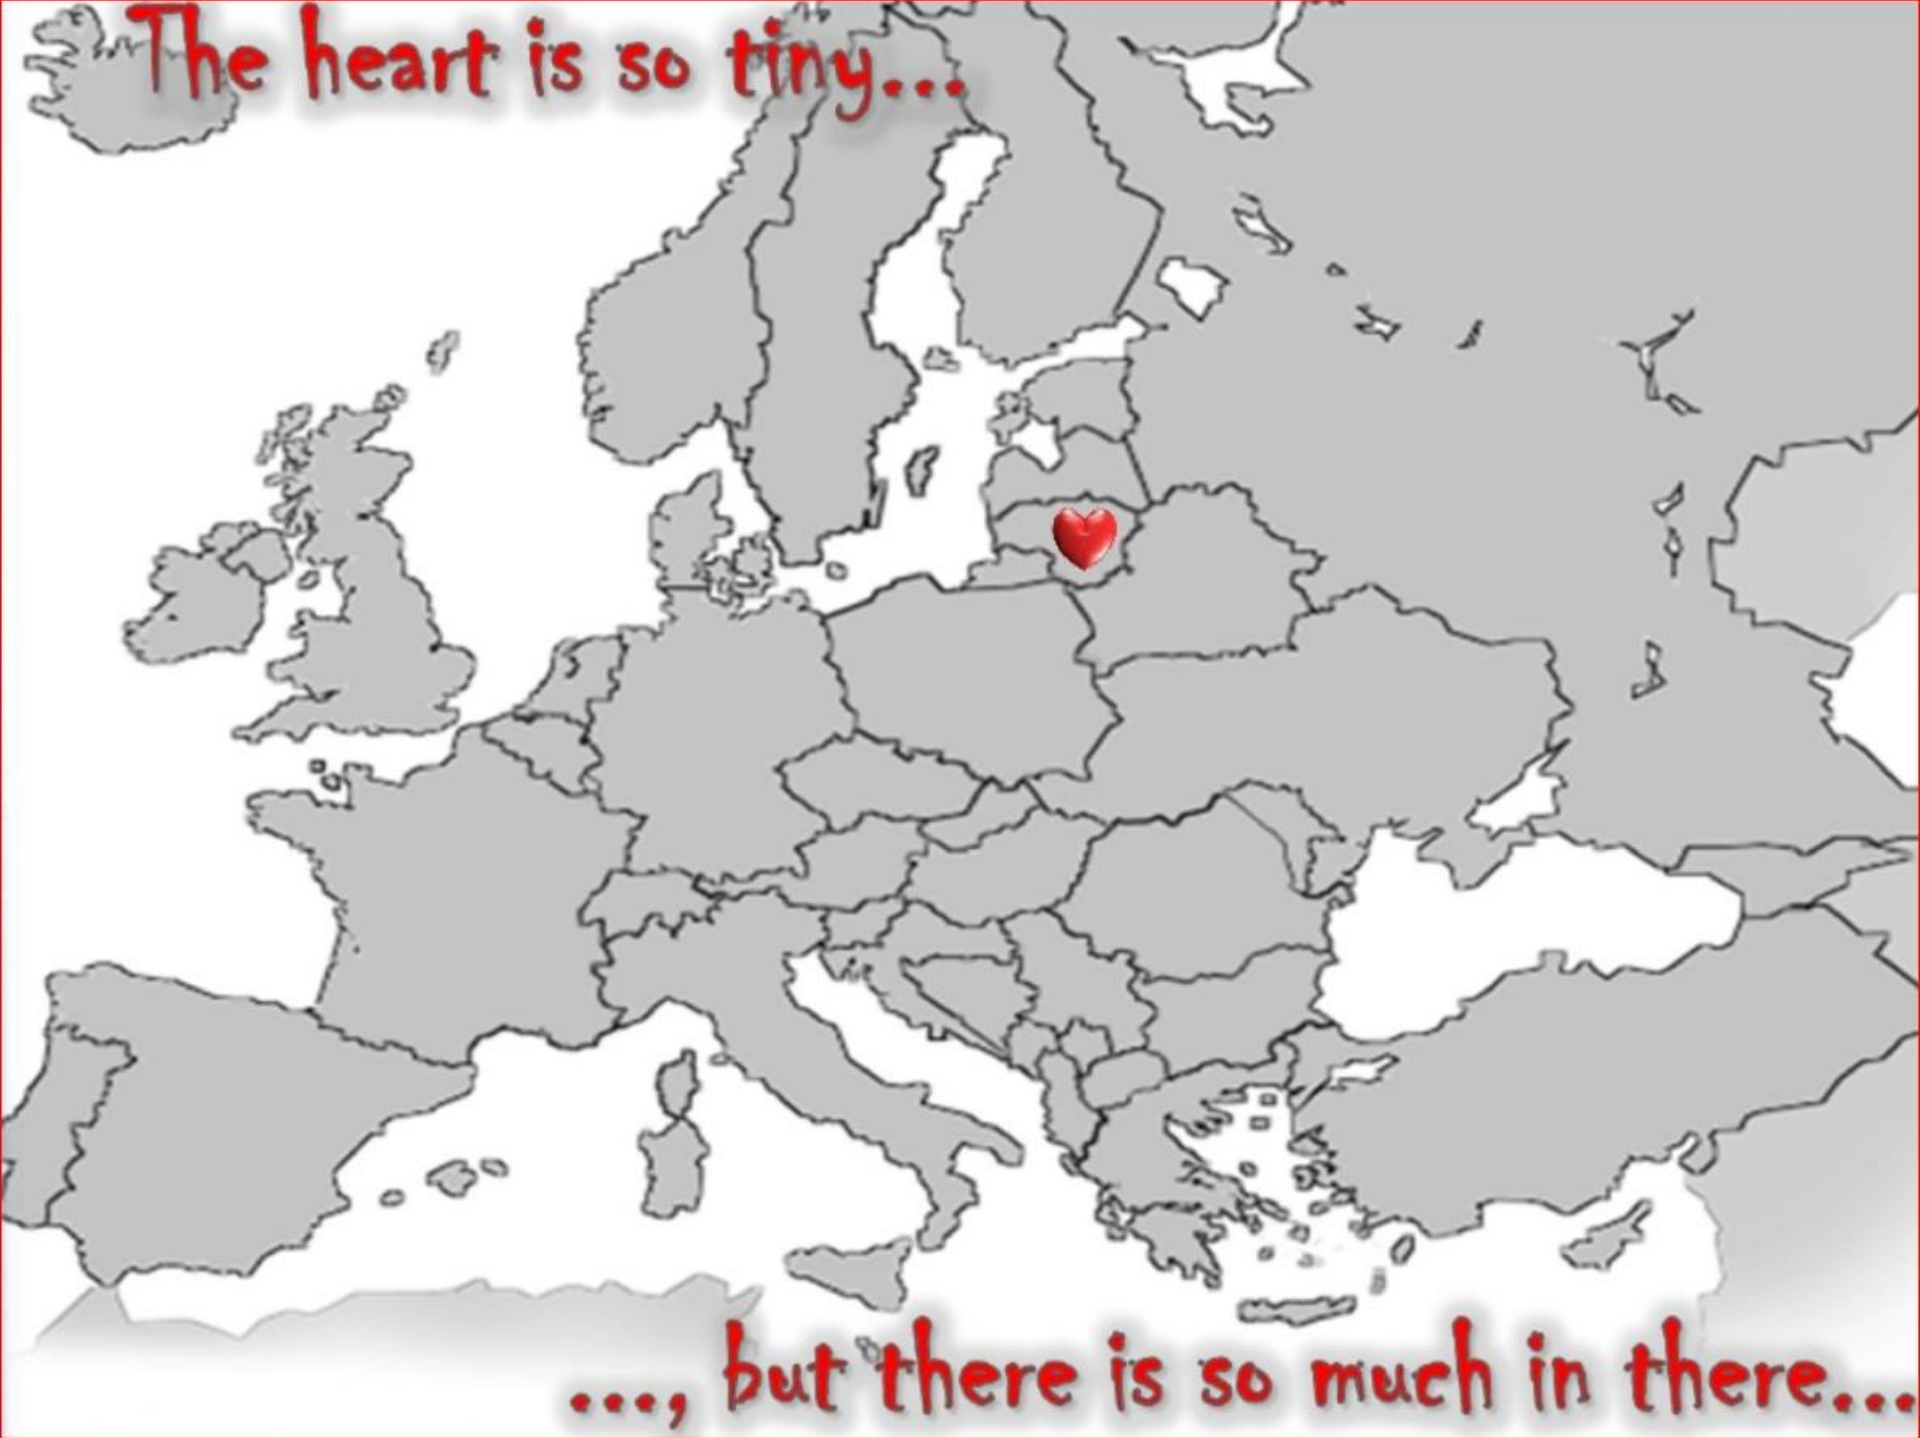 The heart is so tiny...
..., but there is so much in there...